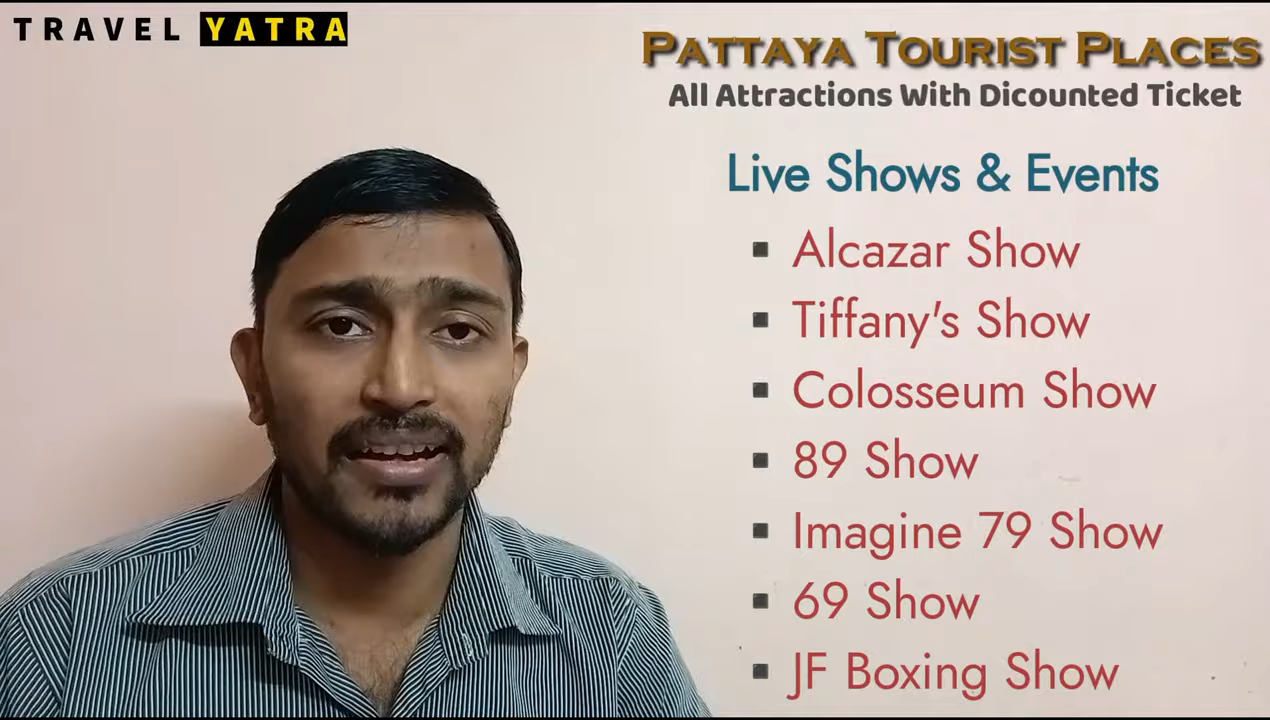 TRAVEL YATRA
PATTAYA TOURIST PLACES
All Attractions With Dicounted Ticket
Live Shows & Events
▪ Alcazar Show
▪ Tiffany's Show
▪ Colosseum Show
▪ 89 Show
▪ Imagine 79 Show
▪ 69 Show
▪ JF Boxing Show